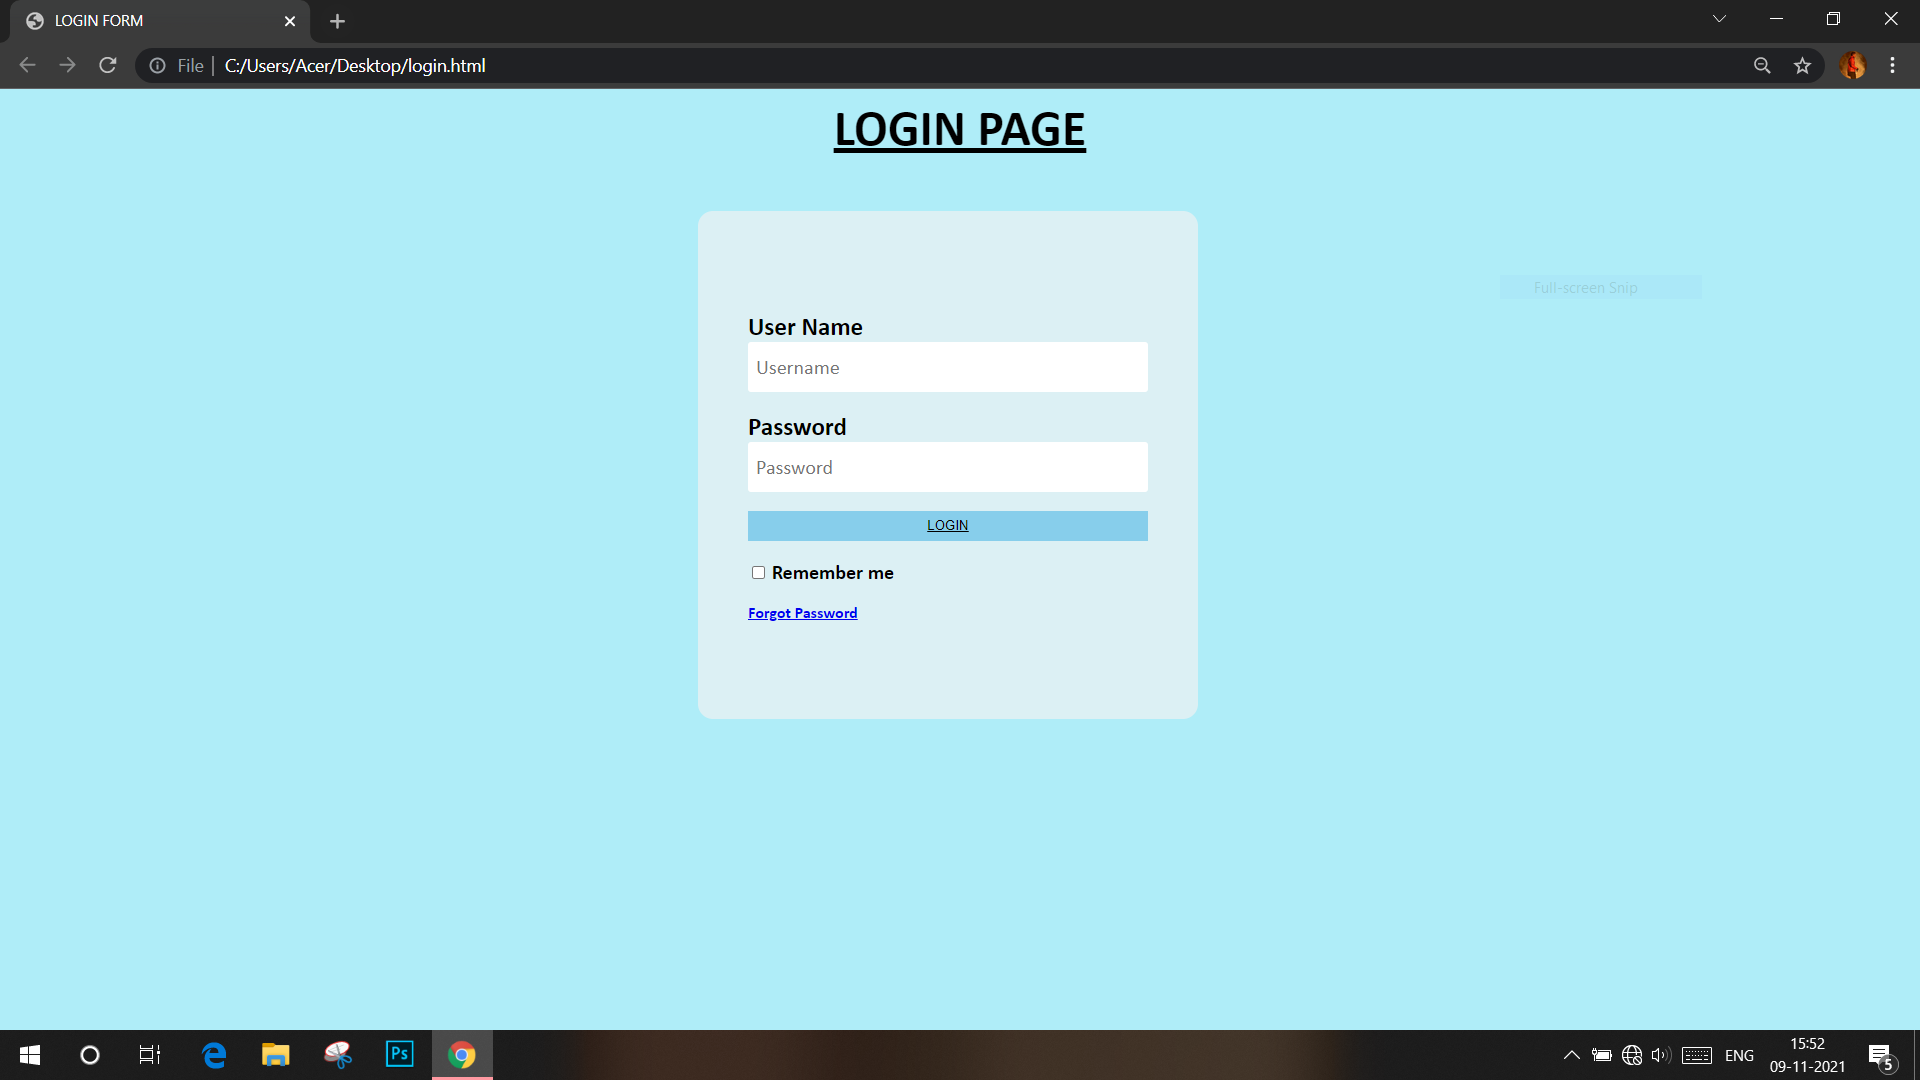 LOGIN FORM
File
C:/Users/Acer/Desktop/login.html
LOGIN PAGE
Full-screen Snip
User Name
Username
Password
Password
LOGIN
Remember me
Forgot Password
Ps
ENG
15:52
09-11-2021
5